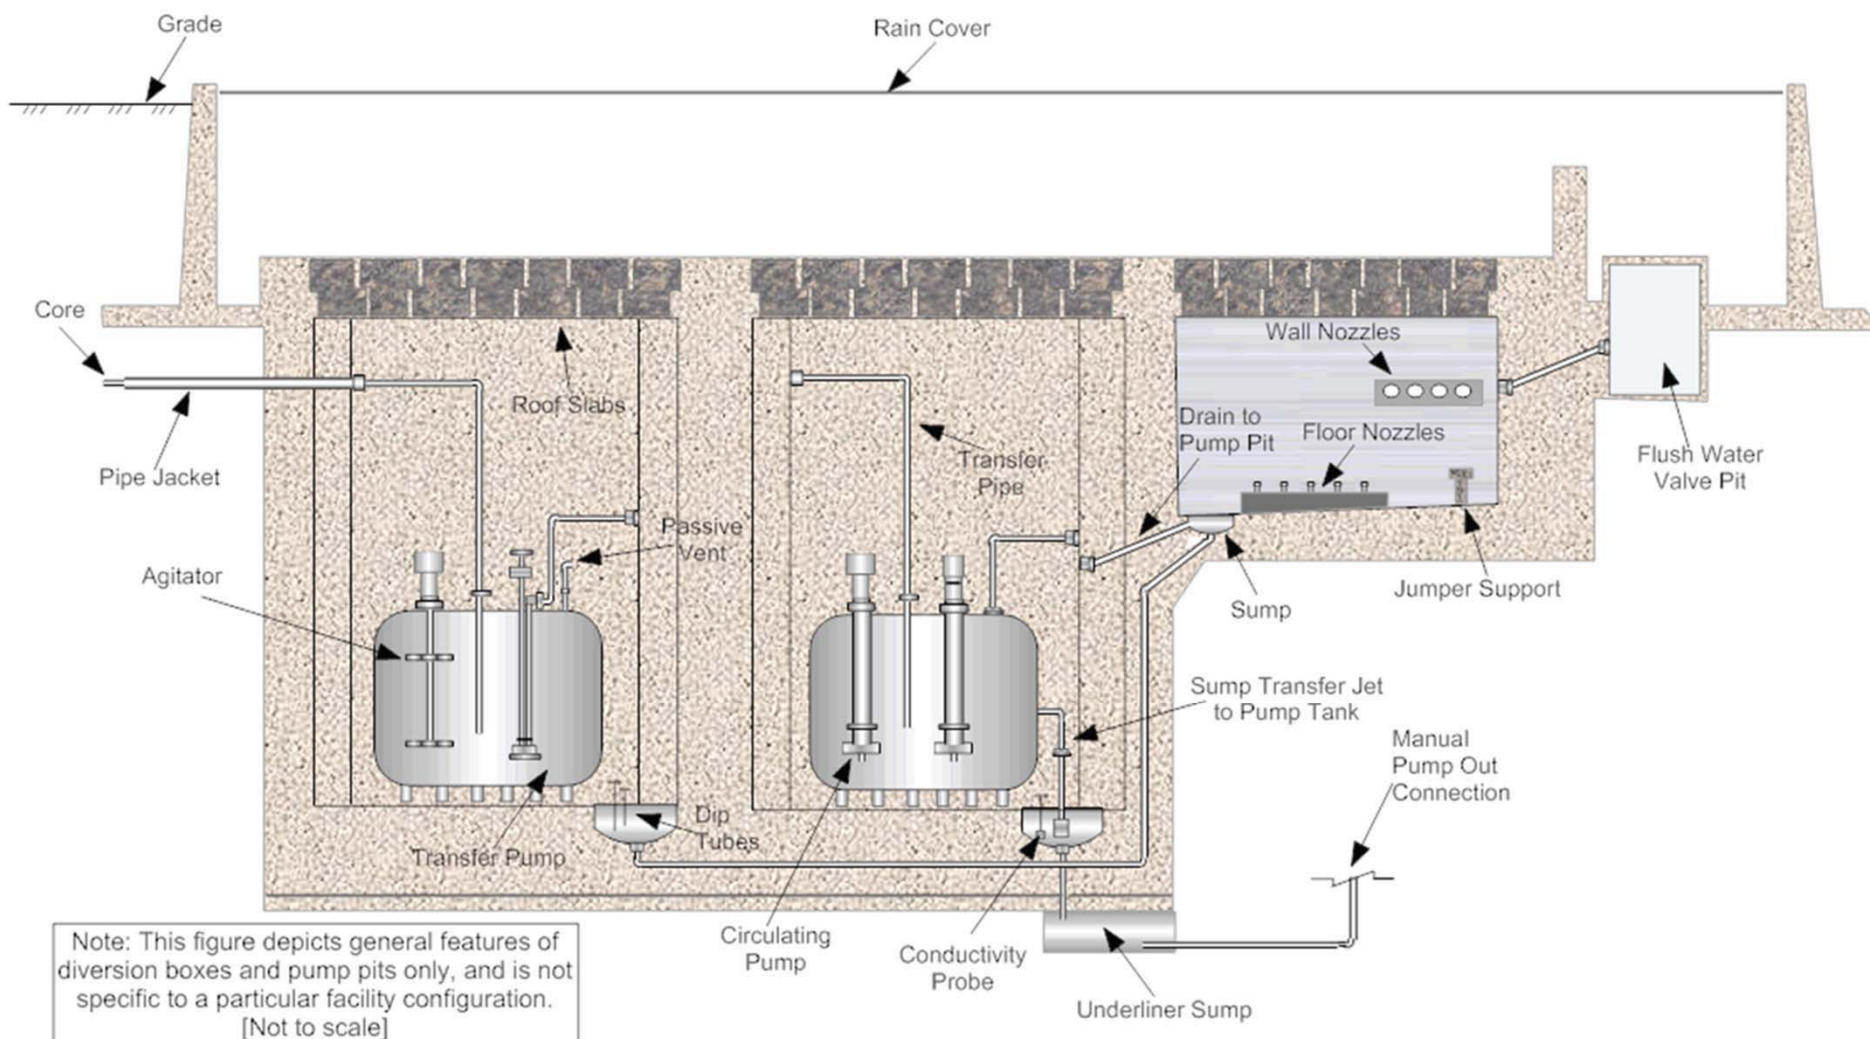 Grade
Rain Cover
Core
Wall Nozzles
Roof Slabs
Drain to
Pump Pit
Floor Nozzles
Pipe Jacket
Transfer
Pipe
Flush Water
Valve Pit
Passive
Vent
Agitator
Jumper Support
Sump
Sump Transfer Jet
to Pump Tank
Manual
Pump Out
Connection
Dip
Tubes
Transfer Pump
Circulating
Pump
Conductivity
Probe
Underliner Sump
Note: This figure depicts general features of
diversion boxes and pump pits only, and is not
specific to a particular facility configuration.
[Not to scale]